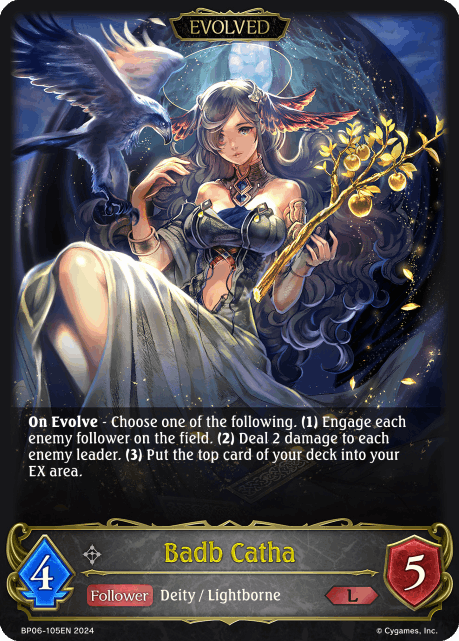 EVOLVED
On Evolve - Choose one of the following. (1) Engage each
enemy follower on the field. (2) Deal 2 damage to each
enemy leader. (3) Put the top card of your deck into your
EX area.
Badb Catha
4
Follower Deity / Lightborne L
5
BP06-105EN 2024 © Cygames, Inc.